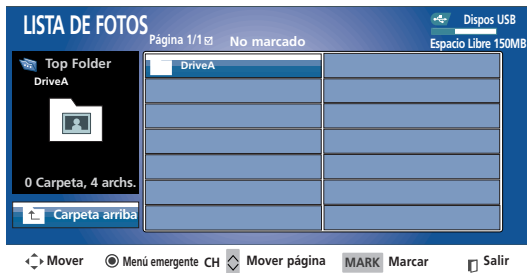 LISTA DE FOTOS
Página 1/1 No marcado
Dispos USB
Espacio Libre 150MB
Top Folder
DriveA
DriveA
0 Carpeta, 4 archs.
Carpeta arriba
Mover Menú emergente CH Mover página MARK Marcar Salir